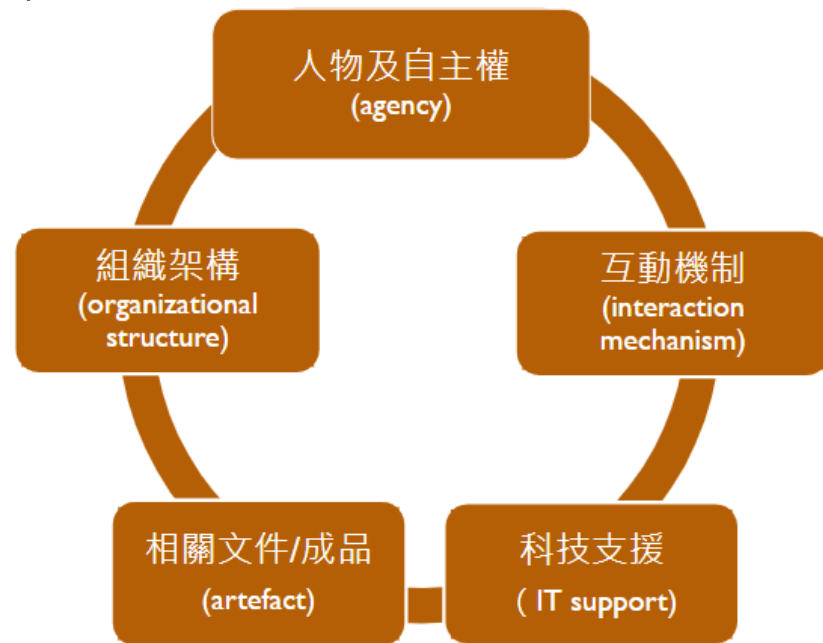 人物及自主權
(agency)
互動機制
(interaction
mechanism)
科技支援
( IT support)
相關文件/成品
(artefact)
組織架構
(organizational
structure)